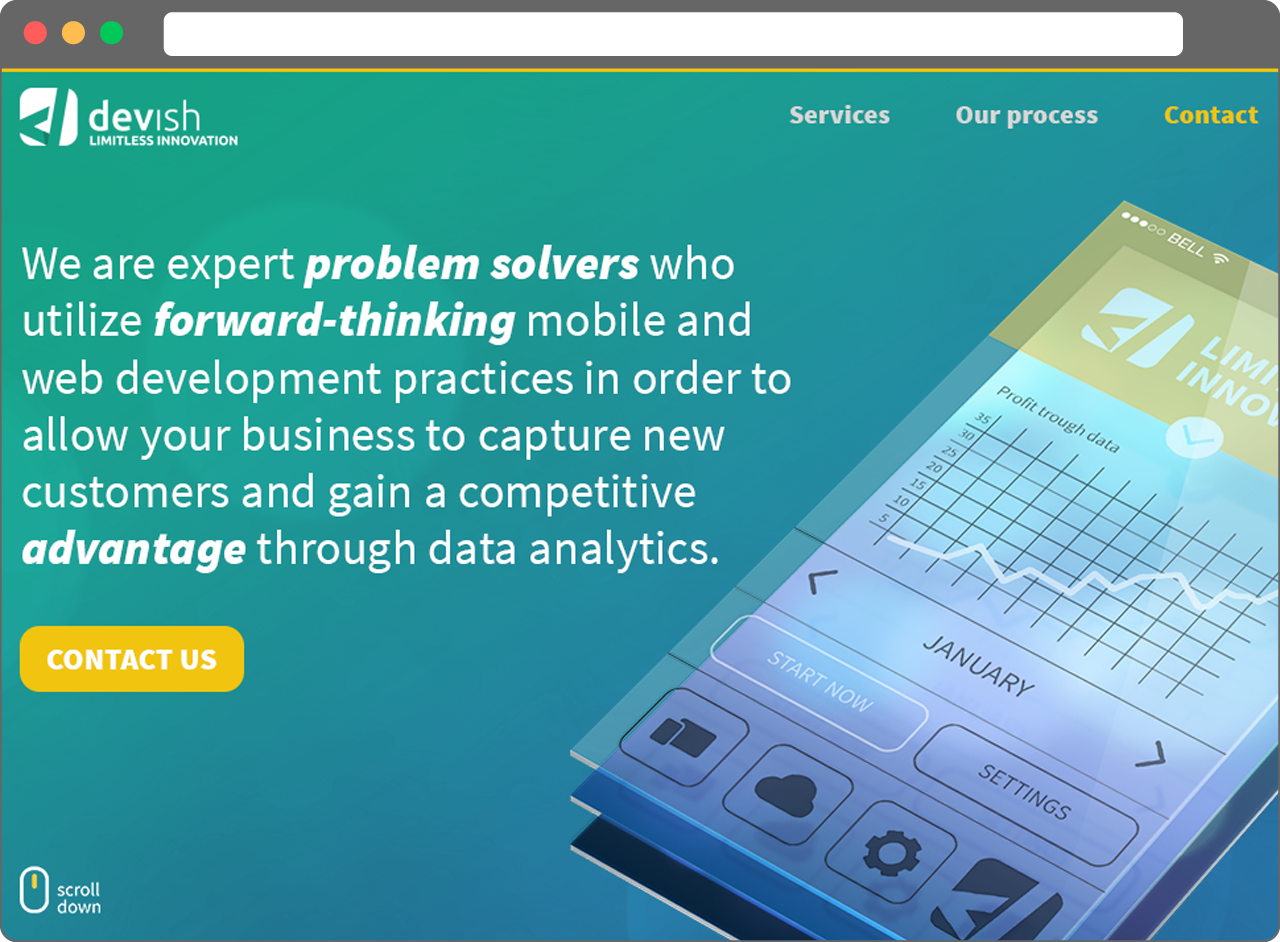 devish
LIMITLESS INNOVATION
Services
Our process
Contact
We are expert problem solvers who
utilize forward-thinking mobile and
web development practices in order to
allow your business to capture new
customers and gain a competitive
advantage through data analytics.
CONTACT US
scroll
down
BELL
Profit trough data
35
30
25
20
15
10
5
JANUARY
START NOW
SETTINGS